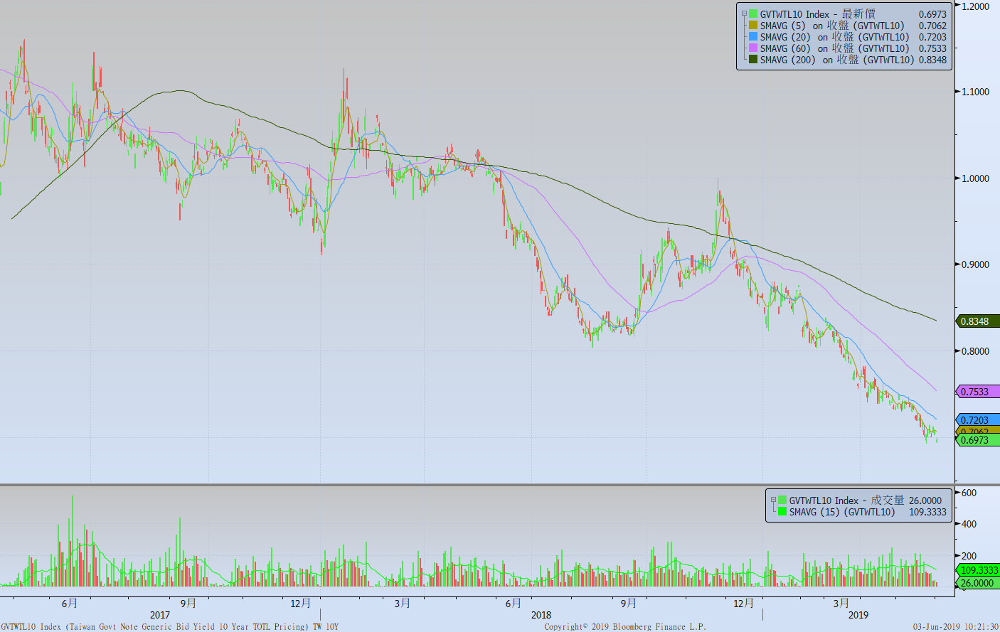 GVTWTL10 Index - 最新價 0.6973
SMAVG (5) on 收盤 (GVTWTL10) 0.7062
SMAVG (20) on 收盤 (GVTWTL10) 0.7203
SMAVG (60) on 收盤 (GVTWTL10) 0.7533
SMAVG (200) on 收盤 (GVTWTL10) 0.8348
1.2000
1.1000
1.0000
0.9000
0.8348
0.8000
0.7533
0.7203
0.7062
0.6973
GVTWTL10 Index - 成交量 26.0000
SMAVG (15) (GVTWTL10) 109.3333
600
400
200
109.3333
26.0000
0
6月 9月 12月 3月 6月 9月 12月 3月
2017 2018 2019
GVTWTL10 Index (Taiwan Govt Note Generic Bid Yield 10 Year TOTL Pricing) TW 10Y Copyright© 2019 Bloomberg Finance L.P. 03-Jun-2019 10:21:30